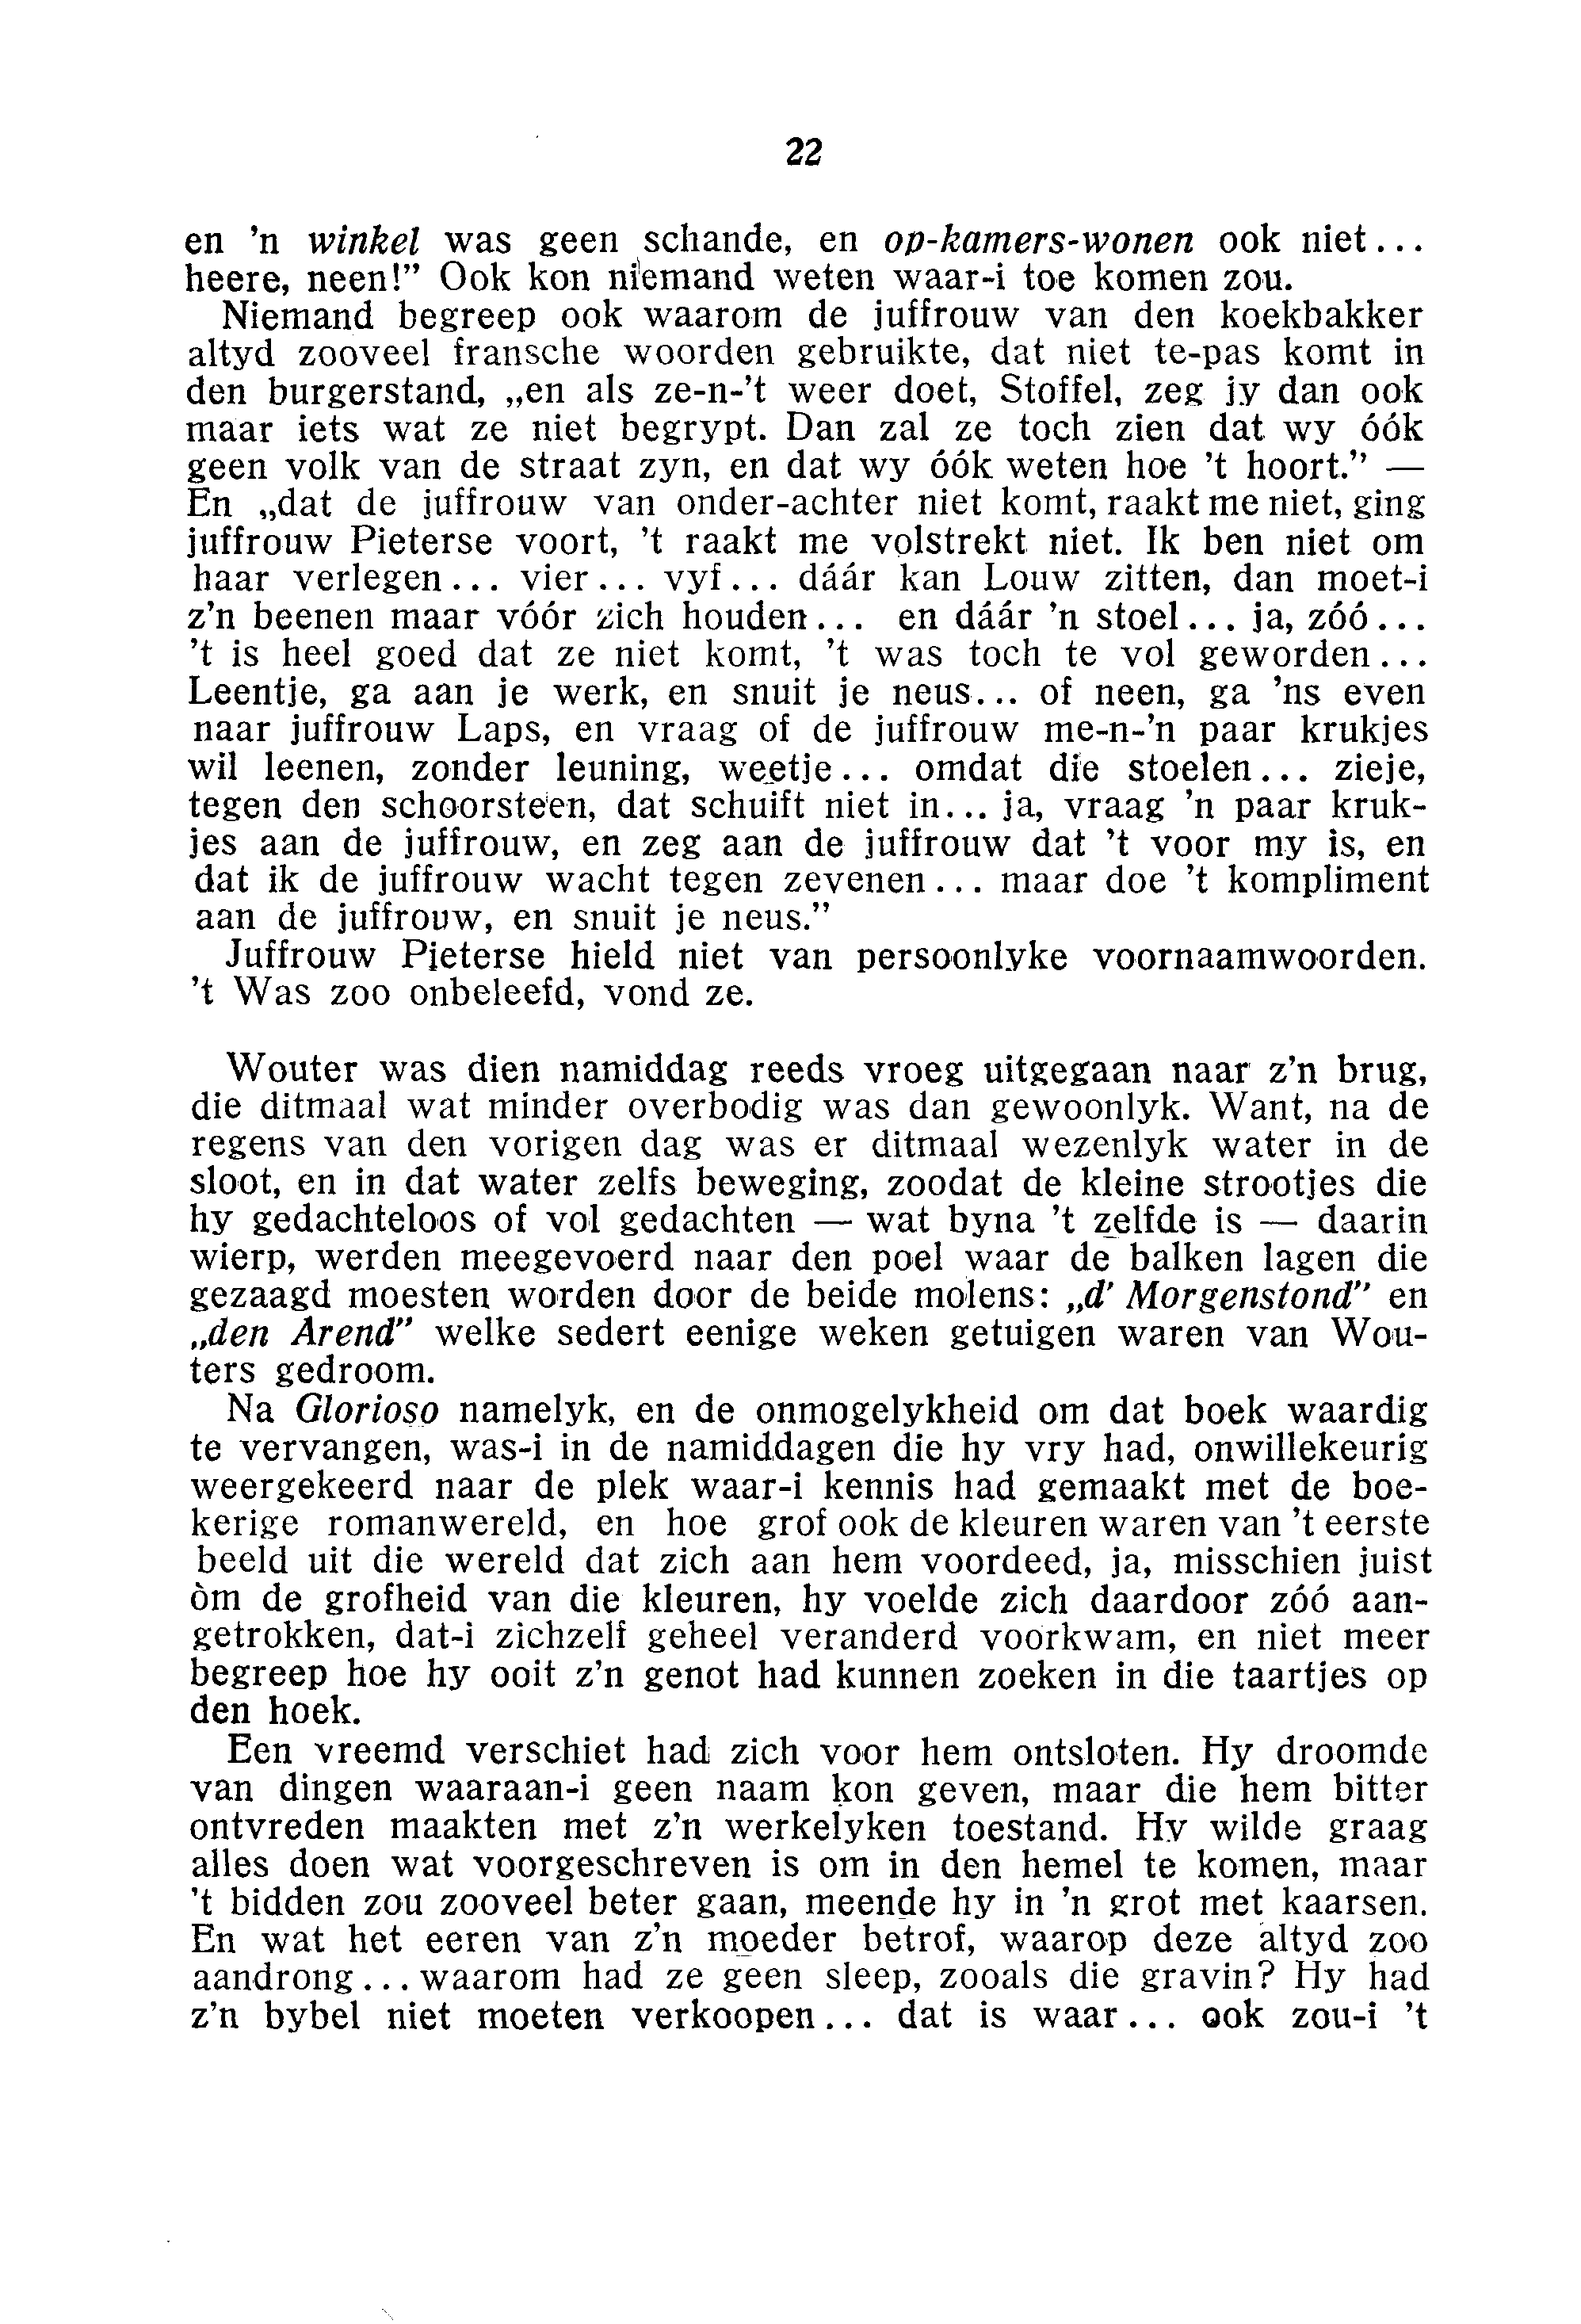 22
en ’n winkel was geen schande, en op-kamers-wonen ook niet...
heere, neen!” Ook kon niemand weten waar-i toe komen zou.
Niemand begreep ook waarom de juffrouw van den koekbakker
altyd zooveel fransche woorden gebruikte, dat niet te-pas komt in
den burgerstand, „en als ze-n-’t weer doet, Stoffel, zeg jy dan ook
maar iets wat ze niet begrypt. Dan zal ze toch zien dat wy óók
geen volk van de straat zyn, en dat wy óók weten hoe ’t hoort.” —
En „dat de juffrouw van onder-achter niet komt, raakt me niet, ging
juffrouw Pieterse voort, ’t raakt me volstrekt niet. Ik ben niet om
haar verlegen... vier... vyf... dáár kan Louw zitten, dan moet-i
z’n beenen maar vóór zich houden... en dáár ’n stoel... ja, zóó...
’t is heel goed dat ze niet komt, ’t was toch te vol geworden...
Leentje, ga aan je werk, en snuit je neus... of neen, ga ’ns even
naar juffrouw Laps, en vraag of de juffrouw me-n-’n paar krukjes
wil leenen, zonder leuning, weetje... omdat die stoelen... zieje,
tegen den schoorsteen, dat schuift niet in... ja, vraag ’n paar kruk-
jes aan de juffrouw, en zeg aan de juffrouw dat ’t voor my is, en
dat ik de juffrouw wacht tegen zevenen... maar doe ’t kompliment
aan de juffrouw, en snuit je neus.”
Juffrouw Pieterse hield niet van persoonlyke voornaamwoorden.
’t Was zoo onbeleefd, vond ze.
Wouter was dien namiddag reeds vroeg uitgegaan naar z’n brug,
die ditmaal wat minder overbodig was dan gewoonlyk. Want, na de
regens van den vorigen dag was er ditmaal wezenlyk water in de
sloot, en in dat water zelfs beweging, zoodat de kleine strootjes die
hy gedachteloos of vol gedachten — wat byna ’t zelfde is — daarin
wierp, werden meegevoerd naar den poel waar de balken lagen die
gezaagd moesten worden door de beide molens: „d’ Morgenstond” en
„den Arend” welke sedert eenige weken getuigen waren van Wou-
ters gedroom.
Na Glorioso namelyk, en de onmogelykheid om dat boek waardig
te vervangen, was-i in de namiddagen die hy vry had, onwillekeurig
weergekeerd naar de plek waar-i kennis had gemaakt met de boe-
kerige romanwereld, en hoe grof ook de kleuren waren van ’t eerste
beeld uit die wereld dat zich aan hem voordeed, ja, misschien juist
òm de grofheid van die kleuren, hy voelde zich daardoor zóó aan-
getrokken, dat-i zichzelf geheel veranderd voorkwam, en niet meer
begreep hoe hy ooit z’n genot had kunnen zoeken in die taartjes op
den hoek.
Een vreemd verschiet had zich voor hem ontsloten. Hy droomde
van dingen waaraan-i geen naam kon geven, maar die hem bitter
ontvreden maakten met z’n werkelyken toestand. Hy wilde graag
alles doen wat voorgeschreven is om in den hemel te komen, maar
’t bidden zou zooveel beter gaan, meende hy in ’n grot met kaarsen.
En wat het eeren van z’n moeder betrof, waarop deze altyd zoo
aandrong... waarom had ze geen sleep, zooals die gravin? Hy had
z’n bybel niet moeten verkoopen... dat is waar... ook zou-i ’t